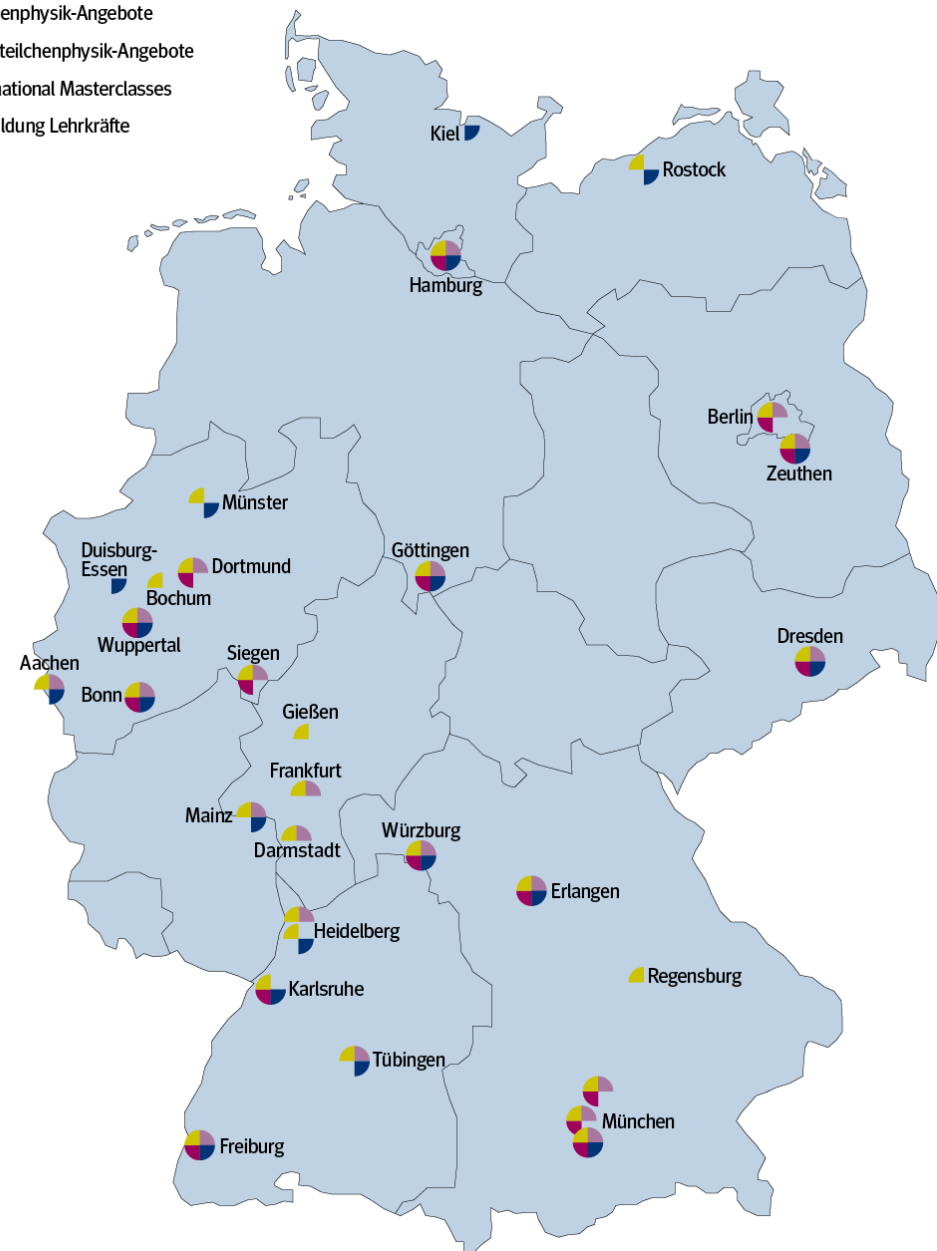 enphysik-Angebote
teilchenphysik-Angebote
national Masterclasses
ldung Lehrkräfte
Kiel
Rostock
Hamburg
Berlin
Zeuthen
Münster
Duisburg-
Essen
Dortmund
Bochum
Göttingen
Wuppertal
Dresden
Siegen
Aachen
Bonn
Gießen
Frankfurt
Mainz
Würzburg
Darmstadt
Erlangen
Heidelberg
Regensburg
Karlsruhe
Tübingen
München
Freiburg